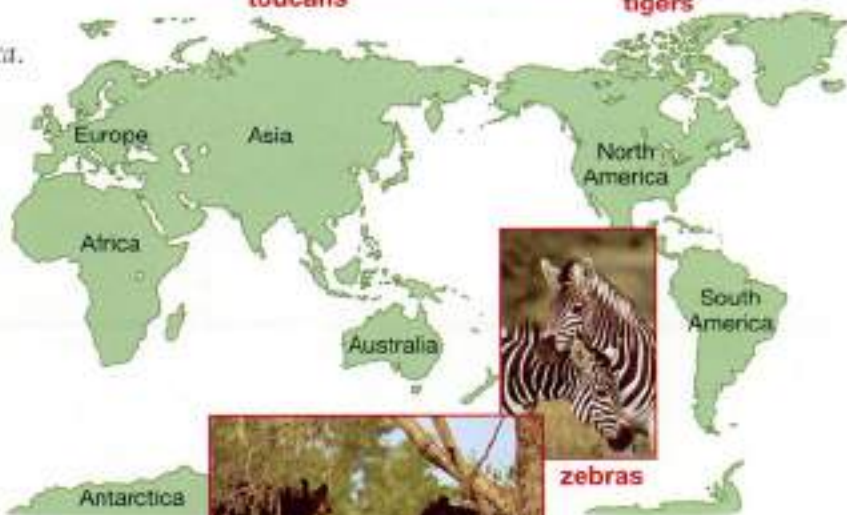 toucans
tigers
Europe
Asia
North
America
Africa
South
America
Australia
zebras
Antarctica